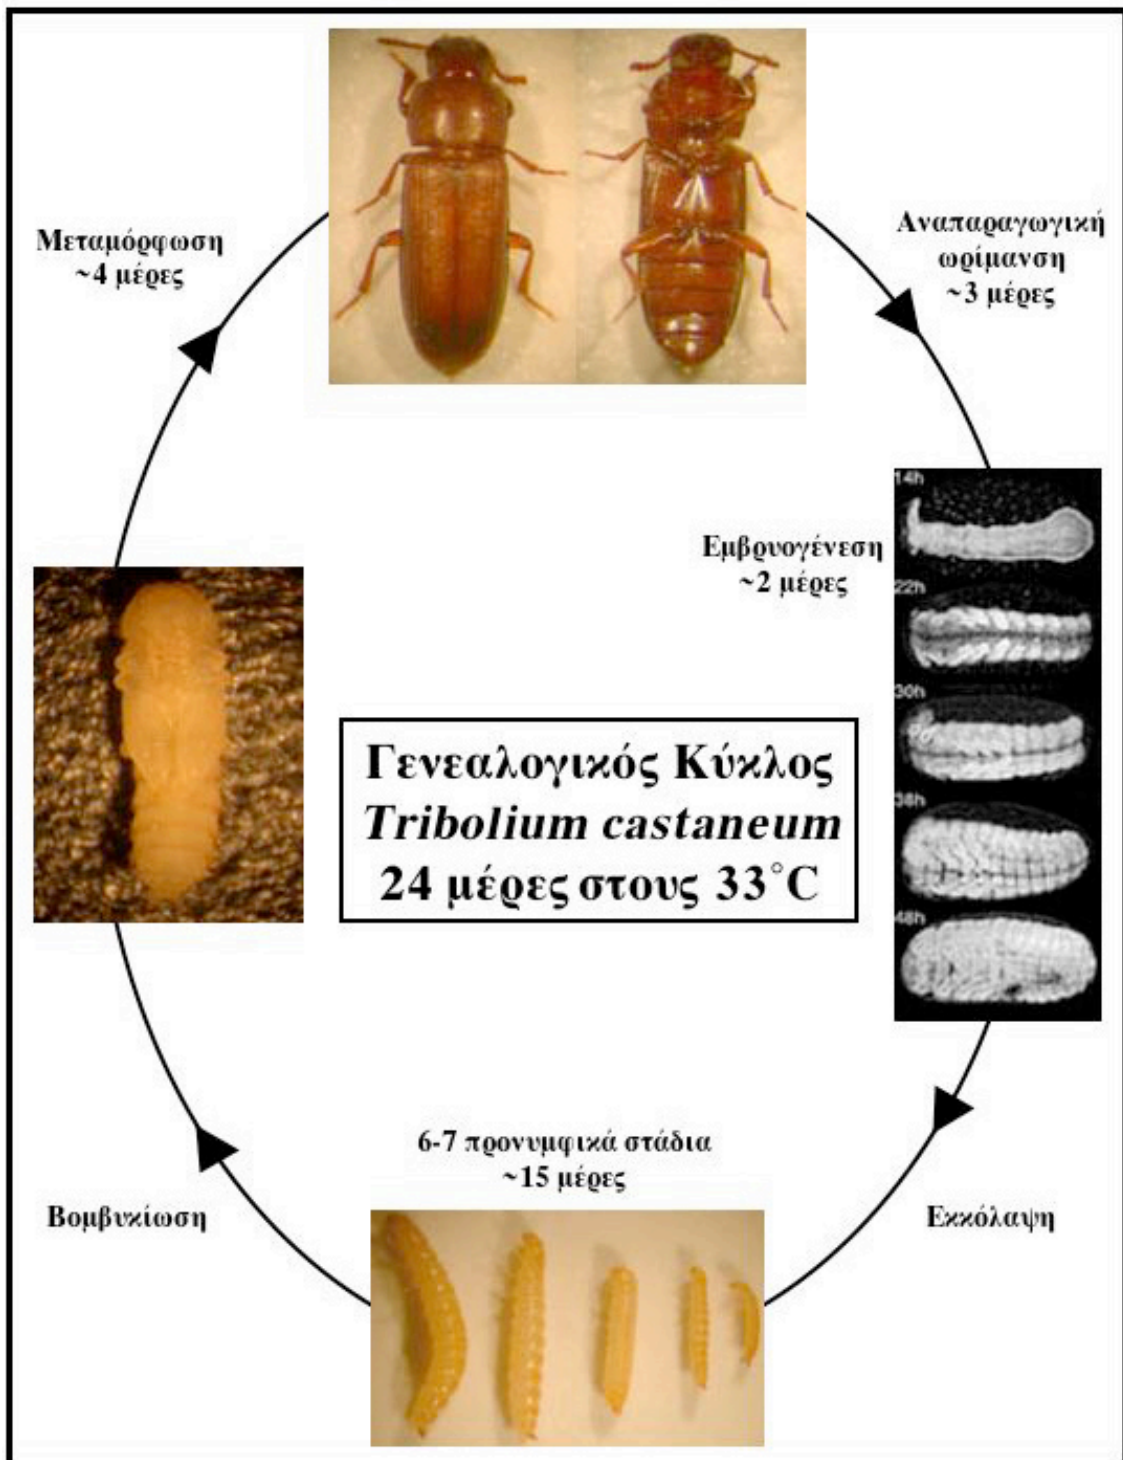 Μεταμόρφωση
~4 μέρες
Αναπαραγωγική
ωρίμανση
~3 μέρες
Εμβρυογένεση
~2 μέρες
14h
22h
30h
38h
48h
Γενεαλογικός Κύκλος
Tribolium castaneum
24 μέρες στους 33°C
6-7 προνυμφικά στάδια
~15 μέρες
Βομβυκίωση
Εκκόλαψη